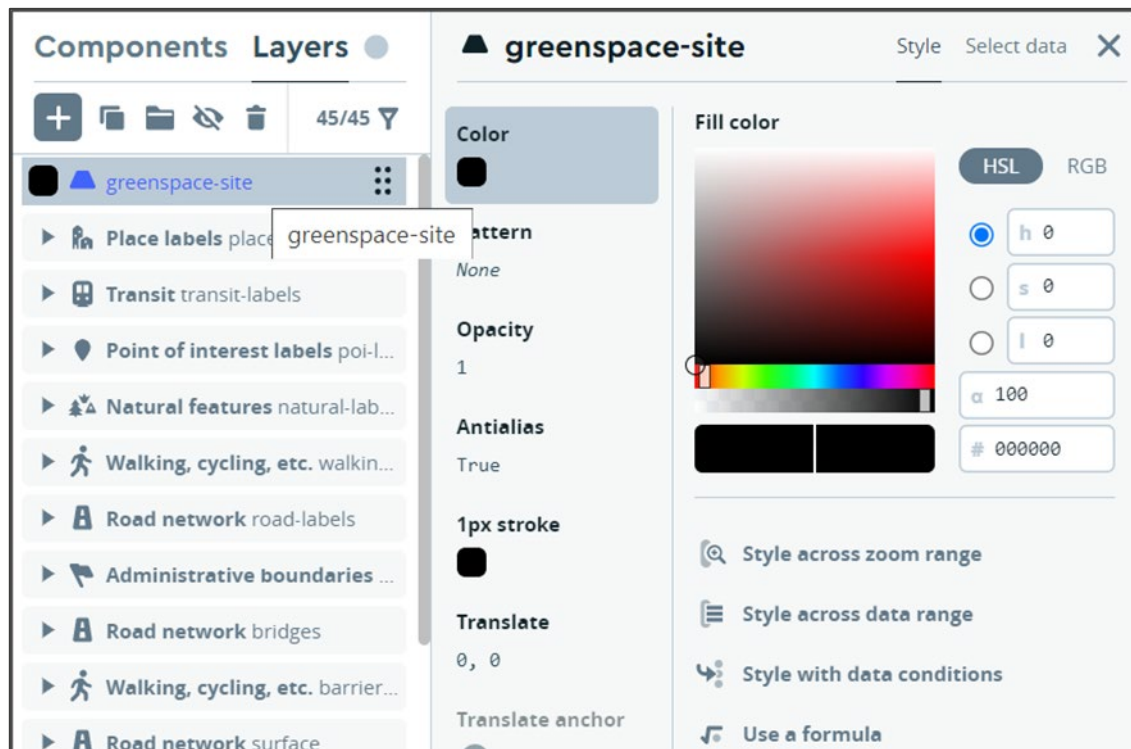 Components Layers
45/45
greenspace-site
Place labels place
greenspace-site
Transit transit-labels
Point of interest labels poi-l...
Natural features natural-lab...
Walking, cycling, etc. walkin...
Road network road-labels
Administrative boundaries ...
Road network bridges
Walking, cycling, etc. barrier...
Road network surface
greenspace-site
Style Select data
Color
Pattern
None
Opacity
1
Antialias
True
1px stroke
Translate
0, 0
Translate anchor
Fill color
HSL RGB
h 0
s 0
l 0
α 100
# 000000
Style across zoom range
Style across data range
Style with data conditions
Use a formula